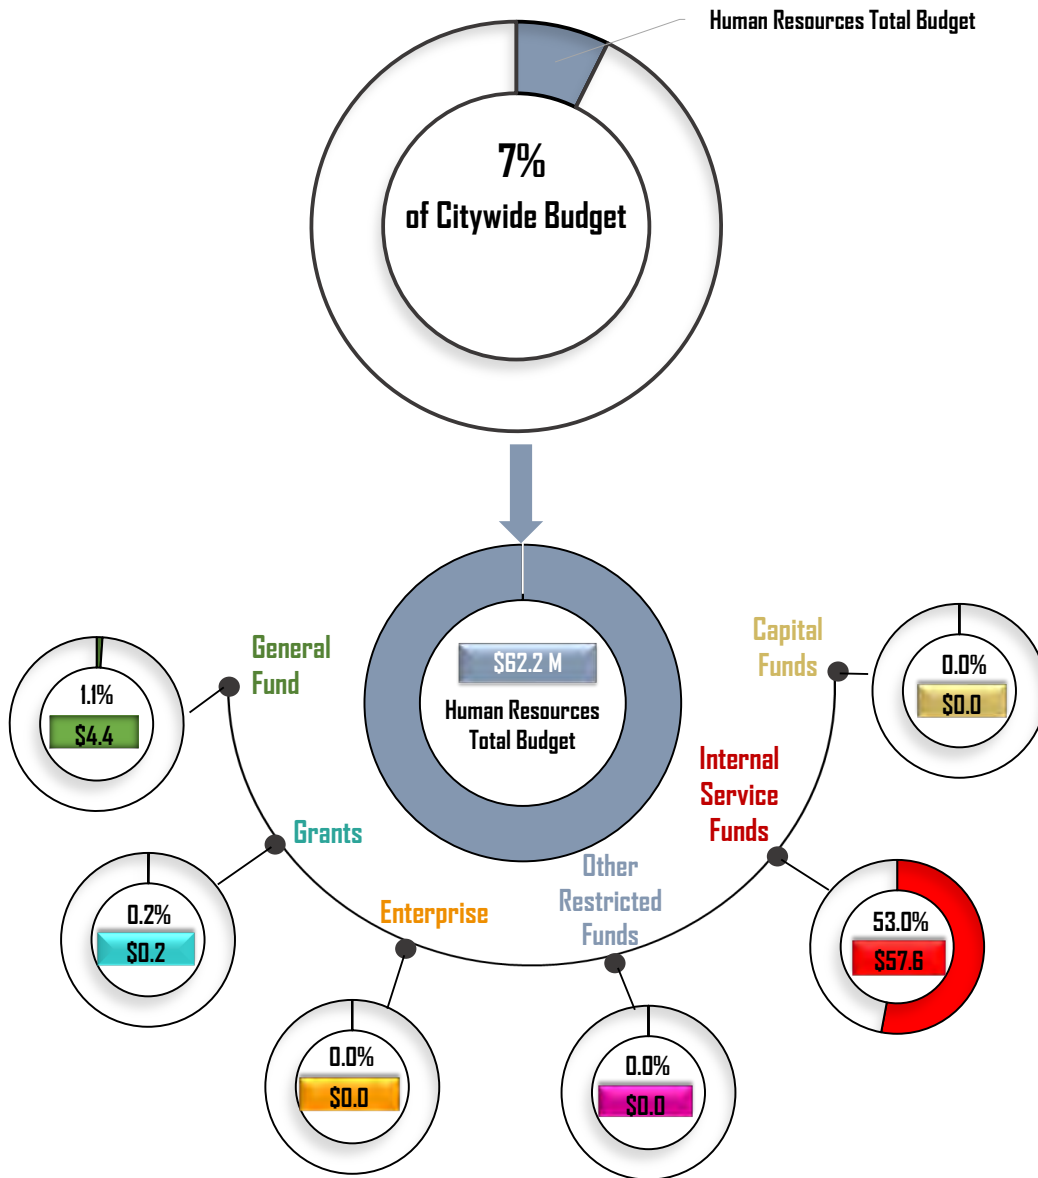 Human Resources Total Budget
7%
of Citywide Budget
$62.2 M
Human Resources
Total Budget
General
Fund
1.1%
$4.4
Grants
0.2%
$0.2
Enterprise
0.0%
$0.0
Other
Restricted
Funds
0.0%
$0.0
Internal
Service
Funds
53.0%
$57.6
Capital
Funds
0.0%
$0.0